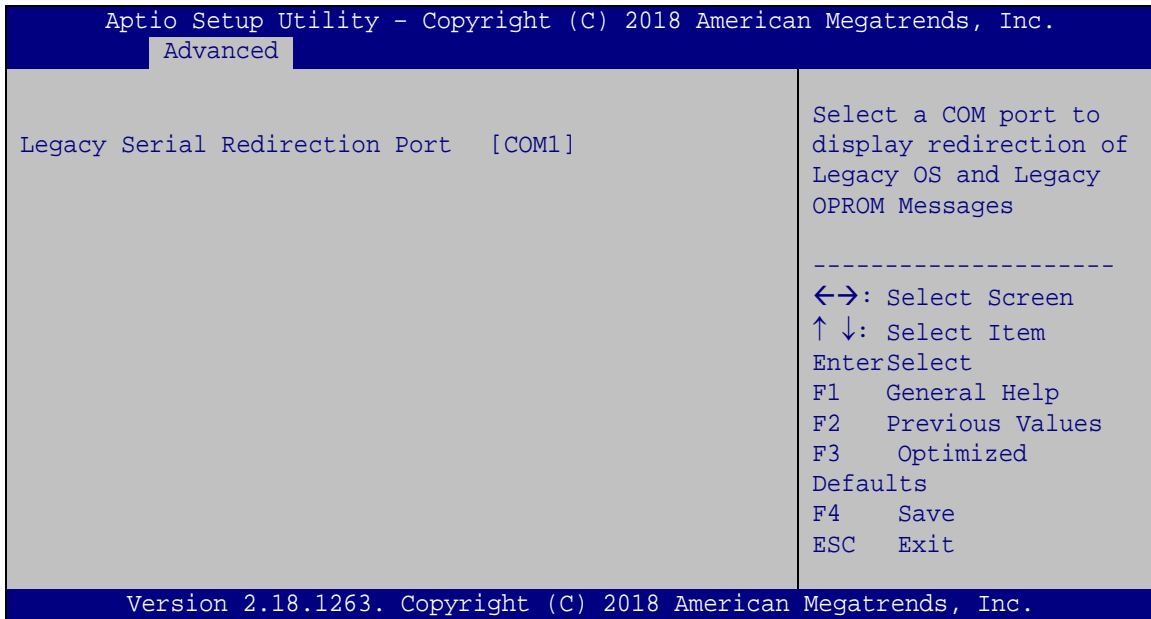 Aptio Setup Utility – Copyright (C) 2018 American Megatrends, Inc.
Advanced
Legacy Serial Redirection Port [COM1]
Select a COM port to
display redirection of
Legacy OS and Legacy
OPROM Messages
---------------------
←→: Select Screen
↑ ↓: Select Item
EnterSelect
F1 General Help
F2 Previous Values
F3 Optimized
Defaults
F4 Save
ESC Exit
Version 2.18.1263. Copyright (C) 2018 American Megatrends, Inc.